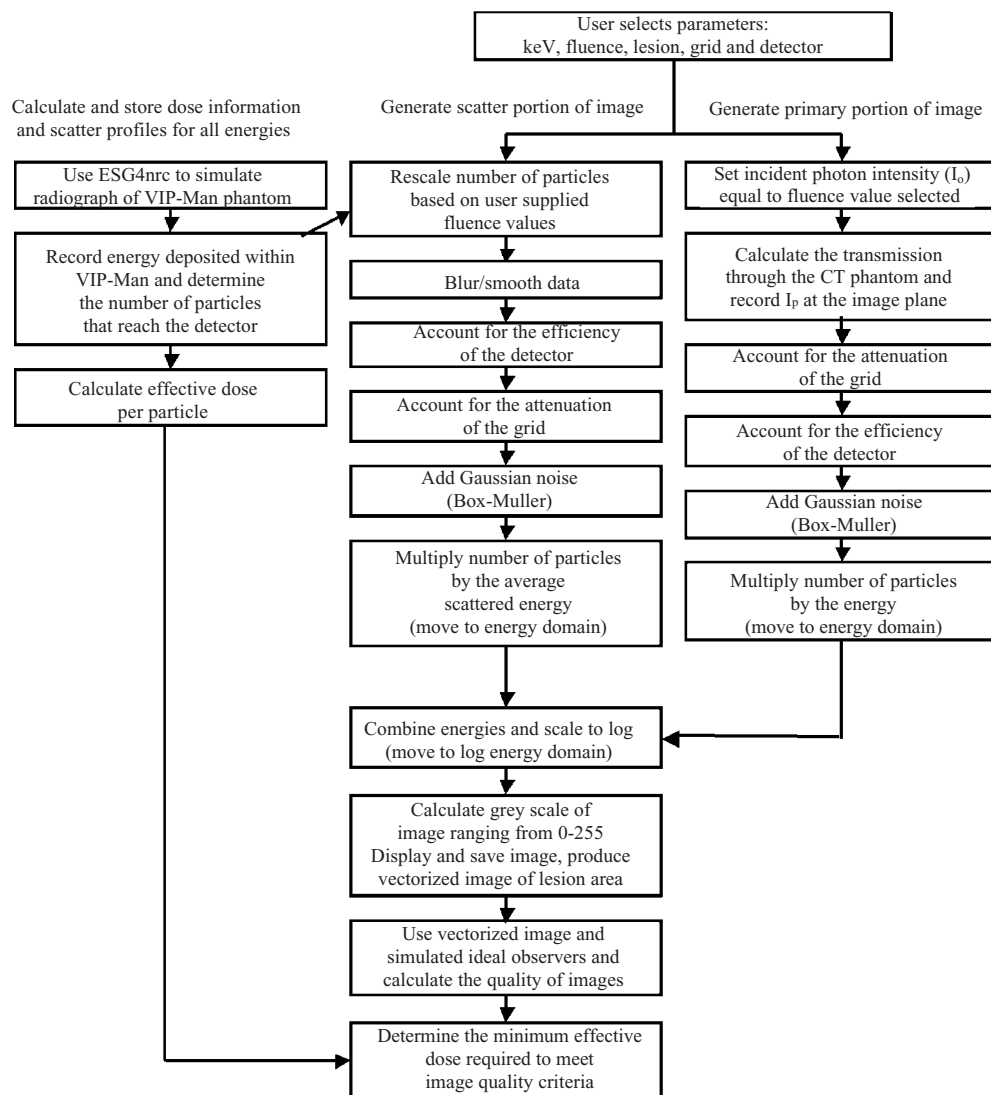 User selects parameters:
keV, fluence, lesion, grid and detector
Calculate and store dose information
and scatter profiles for all energies
Generate scatter portion of image
Generate primary portion of image
Use ESG4nrc to simulate
radiograph of VIP-Man phantom
Record energy deposited within
VIP-Man and determine
the number of particles
that reach the detector
Calculate effective dose
per particle
Rescale number of particles
based on user supplied
fluence values
Blur/smooth data
Account for the efficiency
of the detector
Account for the attenuation
of the grid
Add Gaussian noise
(Box-Muller)
Multiply number of particles
by the average
scattered energy
(move to energy domain)
Set incident photon intensity (Iₒ)
equal to fluence value selected
Calculate the transmission
through the CT phantom and
record Iₚ at the image plane
Account for the attenuation
of the grid
Account for the efficiency
of the detector
Add Gaussian noise
(Box-Muller)
Multiply number of particles
by the energy
(move to energy domain)
Combine energies and scale to log
(move to log energy domain)
Calculate grey scale of
image ranging from 0-255
Display and save image, produce
vectorized image of lesion area
Use vectorized image and
simulated ideal observers and
calculate the quality of images
Determine the minimum effective
dose required to meet
image quality criteria